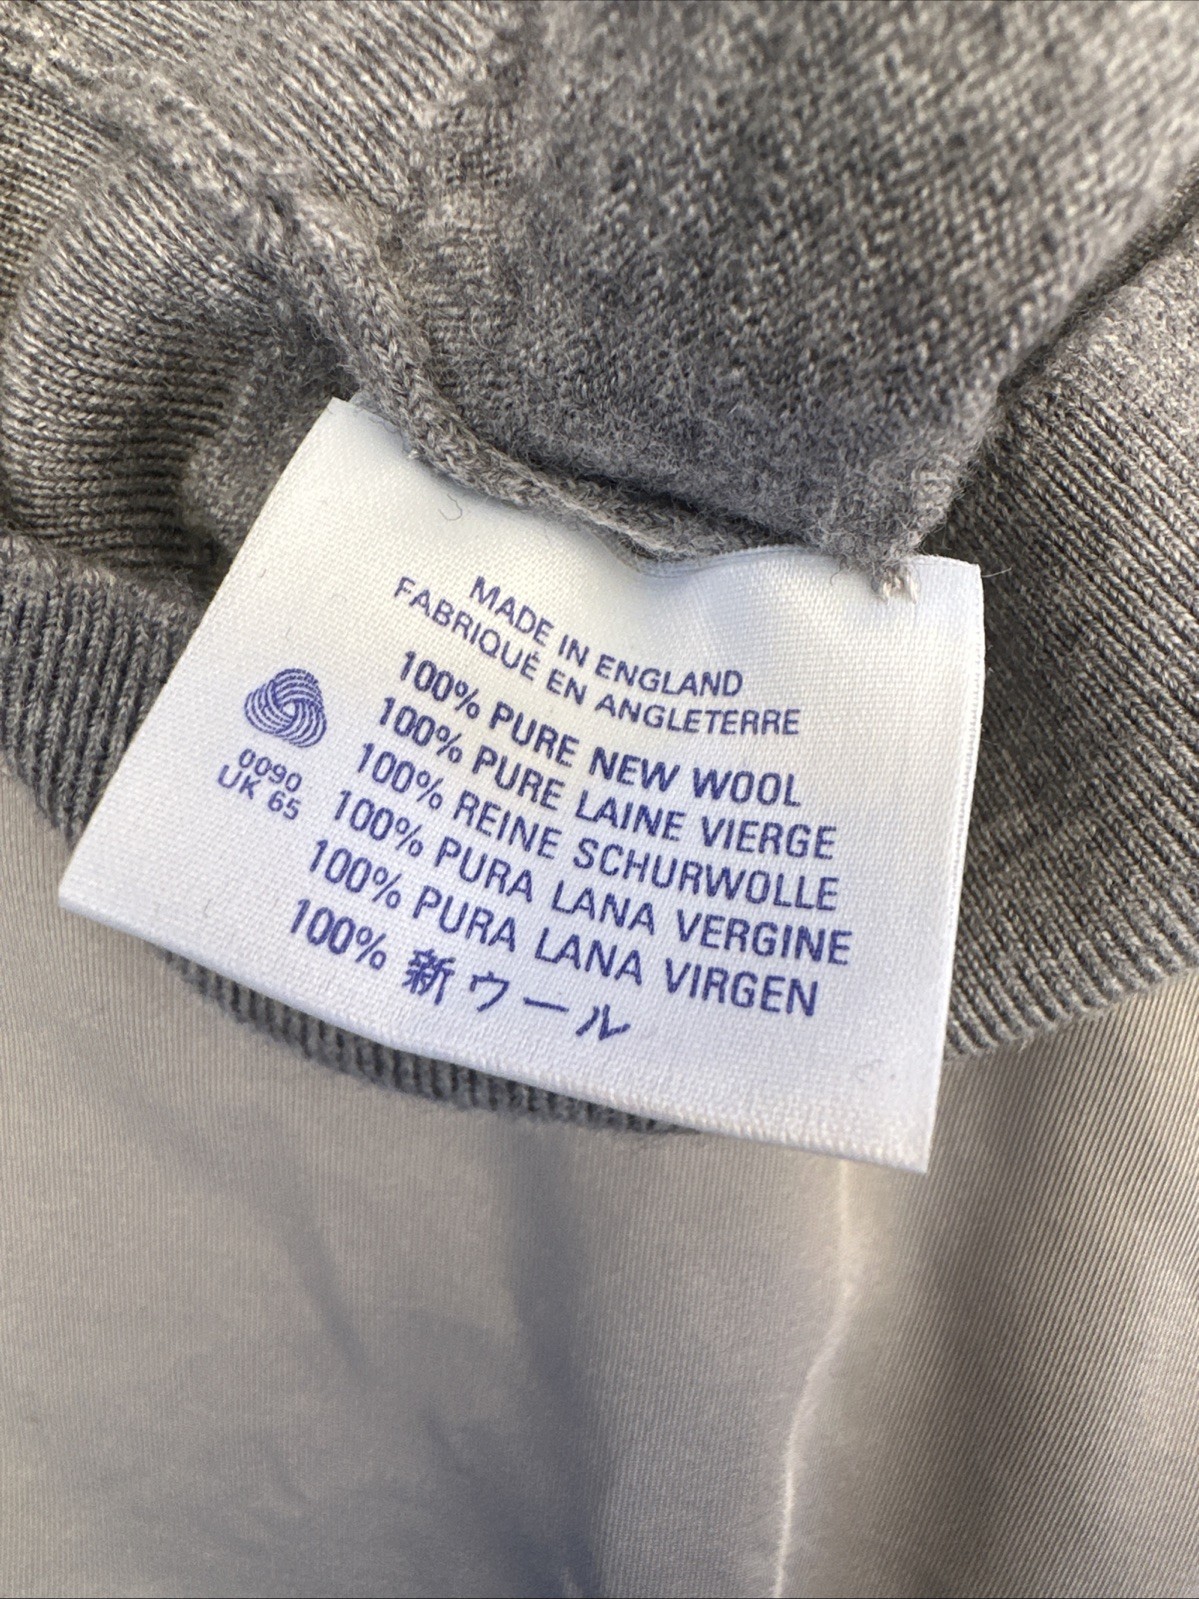 MADE IN ENGLAND
FABRIQUÉ EN ANGLETERRE
100% PURE NEW WOOL
100% PURE LAINE VIERGE
100% REINE SCHURWOLLE
100% PURA LANA VERGINE
100% PURA LANA VIRGEN
100% 新ウール
0090
UK 65